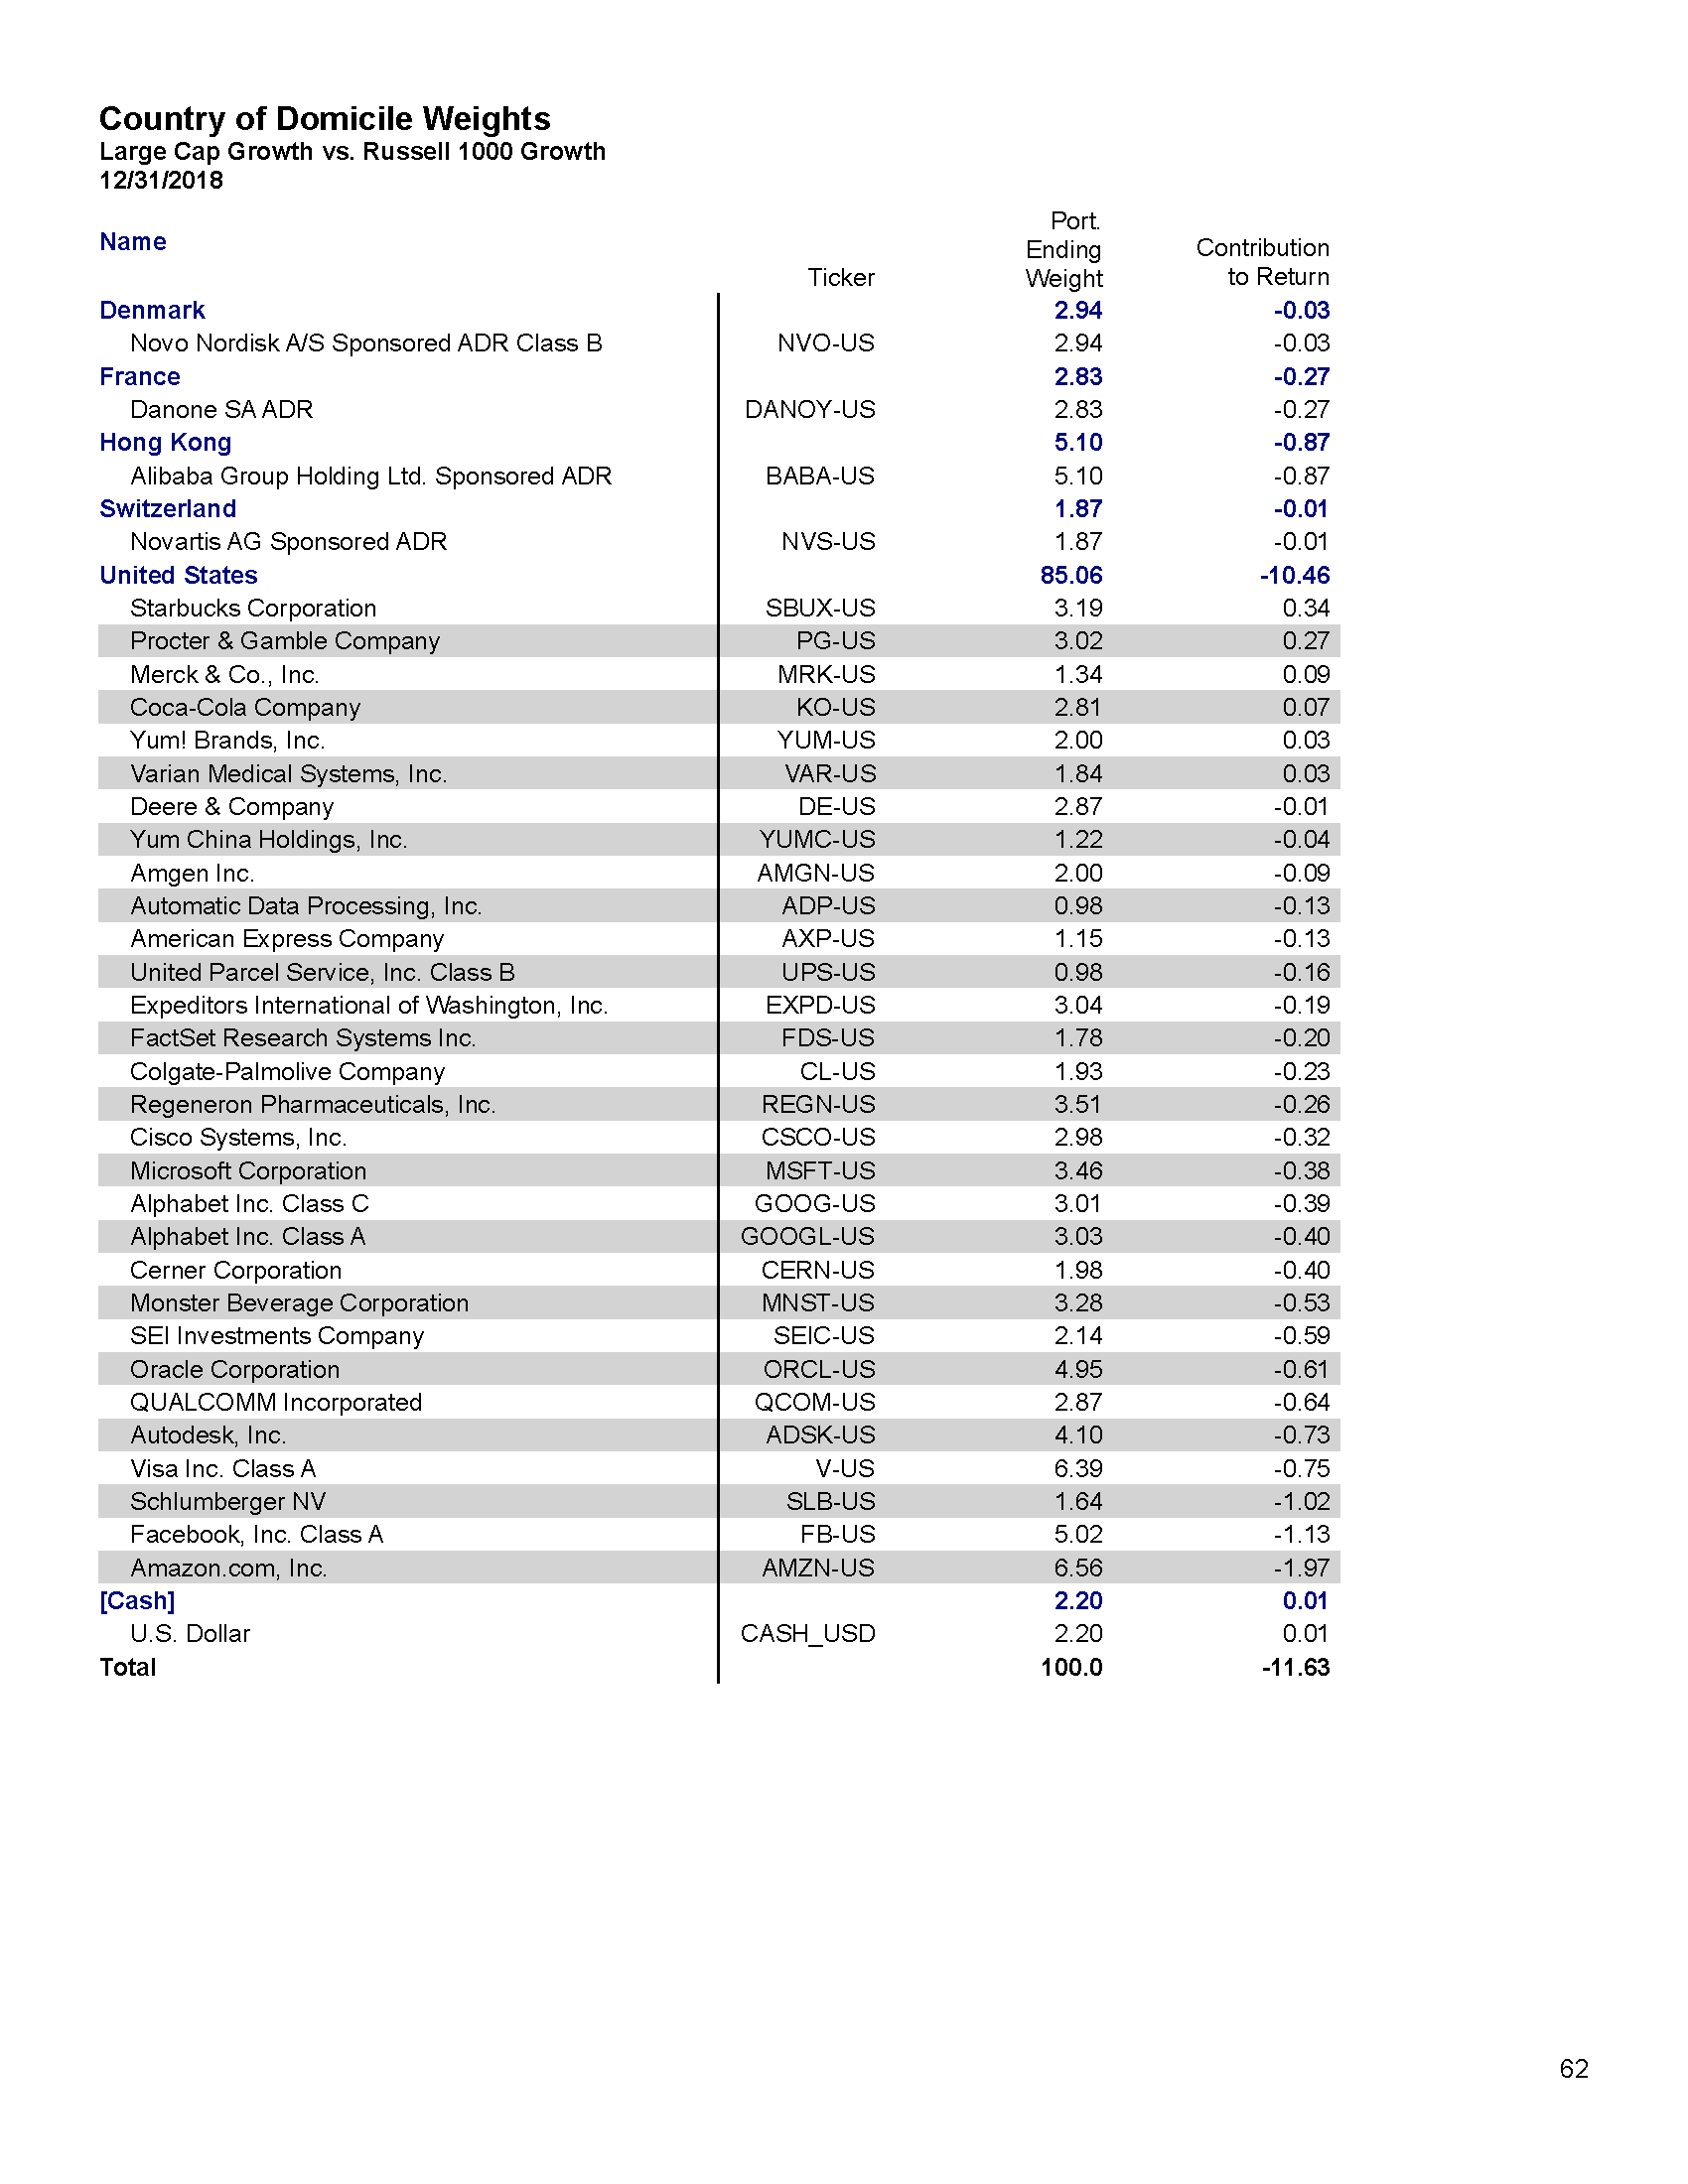 Country of Domicile Weights
Large Cap Growth vs. Russell 1000 Growth
12/31/2018
Name Ticker Port. Ending Weight Contribution to Return
Denmark 2.94 -0.03
Novo Nordisk A/S Sponsored ADR Class B NVO-US 2.94 -0.03
France 2.83 -0.27
Danone SA ADR DANOY-US 2.83 -0.27
Hong Kong 5.10 -0.87
Alibaba Group Holding Ltd. Sponsored ADR BABA-US 5.10 -0.87
Switzerland 1.87 -0.01
Novartis AG Sponsored ADR NVS-US 1.87 -0.01
United States 85.06 -10.46
Starbucks Corporation SBUX-US 3.19 0.34
Procter & Gamble Company PG-US 3.02 0.27
Merck & Co., Inc. MRK-US 1.34 0.09
Coca-Cola Company KO-US 2.81 0.07
Yum! Brands, Inc. YUM-US 2.00 0.03
Varian Medical Systems, Inc. VAR-US 1.84 0.03
Deere & Company DE-US 2.87 -0.01
Yum China Holdings, Inc. YUMC-US 1.22 -0.04
Amgen Inc. AMGN-US 2.00 -0.09
Automatic Data Processing, Inc. ADP-US 0.98 -0.13
American Express Company AXP-US 1.15 -0.13
United Parcel Service, Inc. Class B UPS-US 0.98 -0.16
Expeditors International of Washington, Inc. EXPD-US 3.04 -0.19
FactSet Research Systems Inc. FDS-US 1.78 -0.20
Colgate-Palmolive Company CL-US 1.93 -0.23
Regeneron Pharmaceuticals, Inc. REGN-US 3.51 -0.26
Cisco Systems, Inc. CSCO-US 2.98 -0.32
Microsoft Corporation MSFT-US 3.46 -0.38
Alphabet Inc. Class C GOOG-US 3.01 -0.39
Alphabet Inc. Class A GOOGL-US 3.03 -0.40
Cerner Corporation CERN-US 1.98 -0.40
Monster Beverage Corporation MNST-US 3.28 -0.53
SEI Investments Company SEIC-US 2.14 -0.59
Oracle Corporation ORCL-US 4.95 -0.61
QUALCOMM Incorporated QCOM-US 2.87 -0.64
Autodesk, Inc. ADSK-US 4.10 -0.73
Visa Inc. Class A V-US 6.39 -0.75
Schlumberger NV SLB-US 1.64 -1.02
Facebook, Inc. Class A FB-US 5.02 -1.13
Amazon.com, Inc. AMZN-US 6.56 -1.97
[Cash] 2.20 0.01
U.S. Dollar CASH_USD 2.20 0.01
Total 100.0 -11.63
62